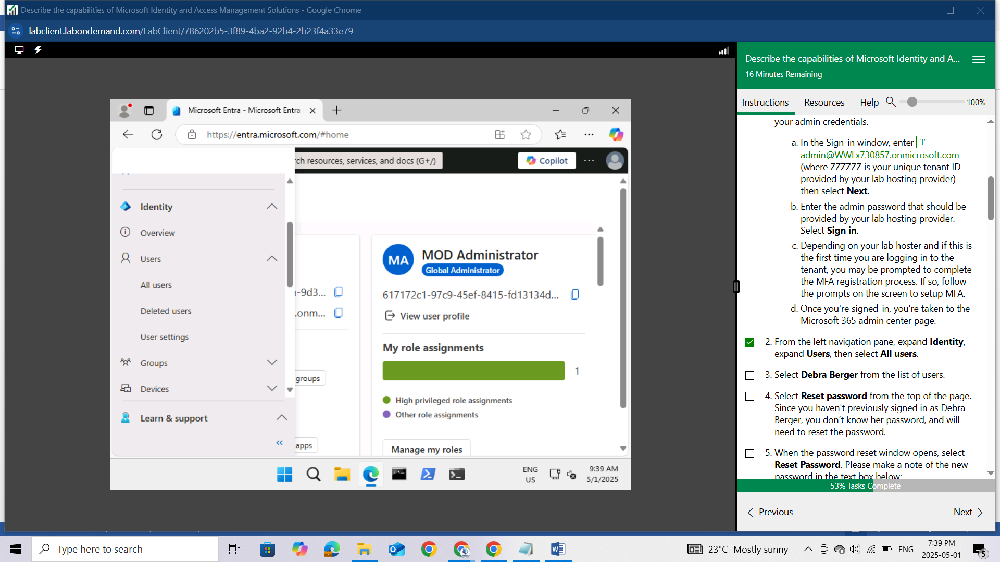 Describe the capabilities of Microsoft Identity and Access Management Solutions - Google Chrome
labclient.labondemand.com/LabClient/786202b5-3f89-4ba2-92b4-2b23f4a33e79
Microsoft Entra - Microsoft Entra
https://entra.microsoft.com/#home
rch resources, services, and docs (G+/)
Copilot
Identity
Overview
Users
All users
Deleted users
User settings
Groups
Devices
Learn & support
-9d3...
.onm...
groups
apps
MA
MOD Administrator
Global Administrator
617172c1-97c9-45ef-8415-fd13134d...
View user profile
My role assignments
1
High privileged role assignments
Other role assignments
Manage my roles
ENG
US
9:39 AM
5/1/2025
Describe the capabilities of Microsoft Identity and A...
16 Minutes Remaining
Instructions
Resources
Help
100%
your admin credentials.
a. In the Sign-in window, enter T
admin@WWLx730857.onmicrosoft.com
(where ZZZZZZ is your unique tenant ID
provided by your lab hosting provider)
then select Next.
b. Enter the admin password that should be
provided by your lab hosting provider.
Select Sign in.
c. Depending on your lab hoster and if this is
the first time you are logging in to the
tenant, you may be prompted to complete
the MFA registration process. If so, follow
the prompts on the screen to setup MFA.
d. Once you're signed-in, you're taken to the
Microsoft 365 admin center page.
2. From the left navigation pane, expand Identity,
expand Users, then select All users.
3. Select Debra Berger from the list of users.
4. Select Reset password from the top of the page.
Since you haven't previously signed in as Debra
Berger, you don’t know her password, and will
need to reset the password.
5. When the password reset window opens, select
Reset Password. Please make a note of the new
password in the text box below:
53% Tasks Complete
Previous
Next
Type here to search
23°C Mostly sunny
ENG
7:39 PM
2025-05-01
5